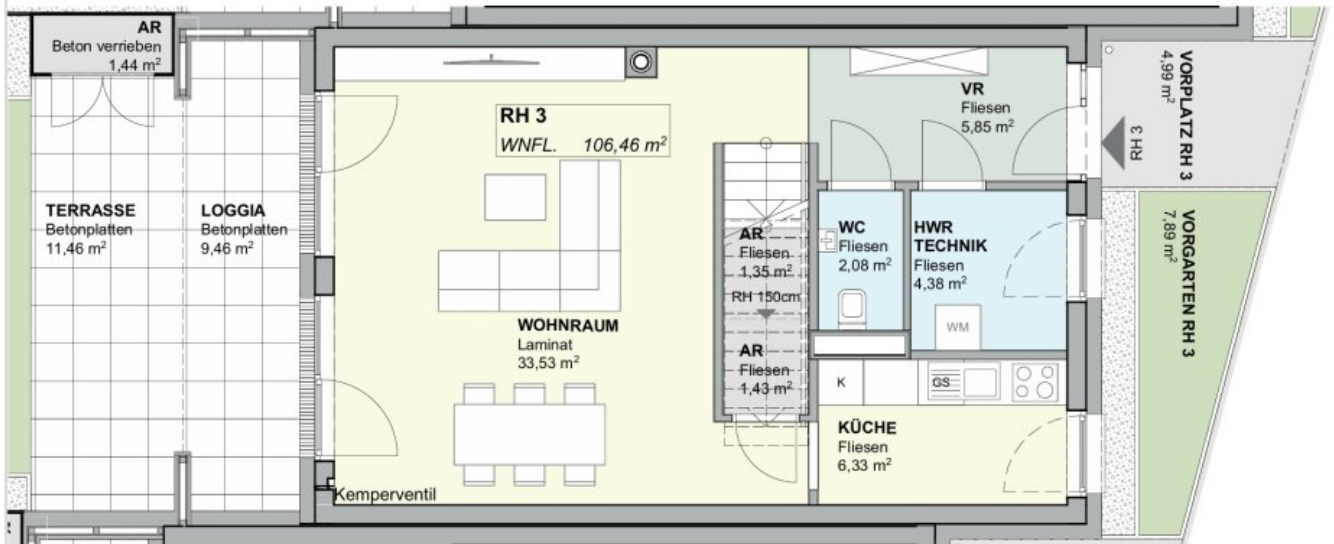 AR
Beton verrieben
1,44 m²
TERRASSE
Betonplatten
11,46 m²
LOGGIA
Betonplatten
9,46 m²
RH 3
WNFL. 106,46 m²
WOHNRAUM
Laminat
33,53 m²
Kemperventil
AR
Fliesen
1,35 m²
RH 150cm
AR
Fliesen
1,43 m²
VR
Fliesen
5,85 m²
WC
Fliesen
2,08 m²
HWR
TECHNIK
Fliesen
4,38 m²
WM
K
GS
KÜCHE
Fliesen
6,33 m²
RH 3
VORPLATZ RH 3
4,99 m²
VORGARTEN RH 3
7,89 m²